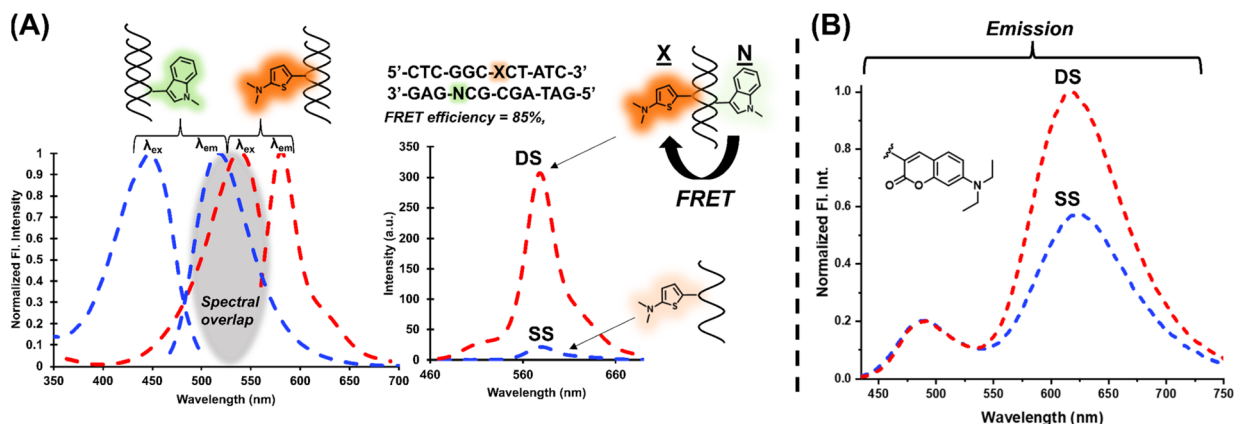 (A)
5'-CTC-GGC-XCT-ATC-3'
3'-GAG-NCG-CGA-TAG-5'
FRET efficiency = 85%,
X
N
FRET
λex
λem
λex
λem
Normalized Fl. Intensity
1
0.9
0.8
0.7
0.6
0.5
0.4
0.3
0.2
0.1
0
Spectral
overlap
350
450
500
550
600
700
Wavelength (nm)
Intensity (a.u.)
350
300
250
200
150
100
50
0
DS
SS
460
560
660
Wavelength (nm)
N
S
N
S
N
S
N
S
N
N
(B)
Emission
DS
SS
Normalized Fl. Int.
1.0
0.8
0.6
0.4
0.2
0.0
O
O
N
450
500
550
600
650
700
750
Wavelength (nm)